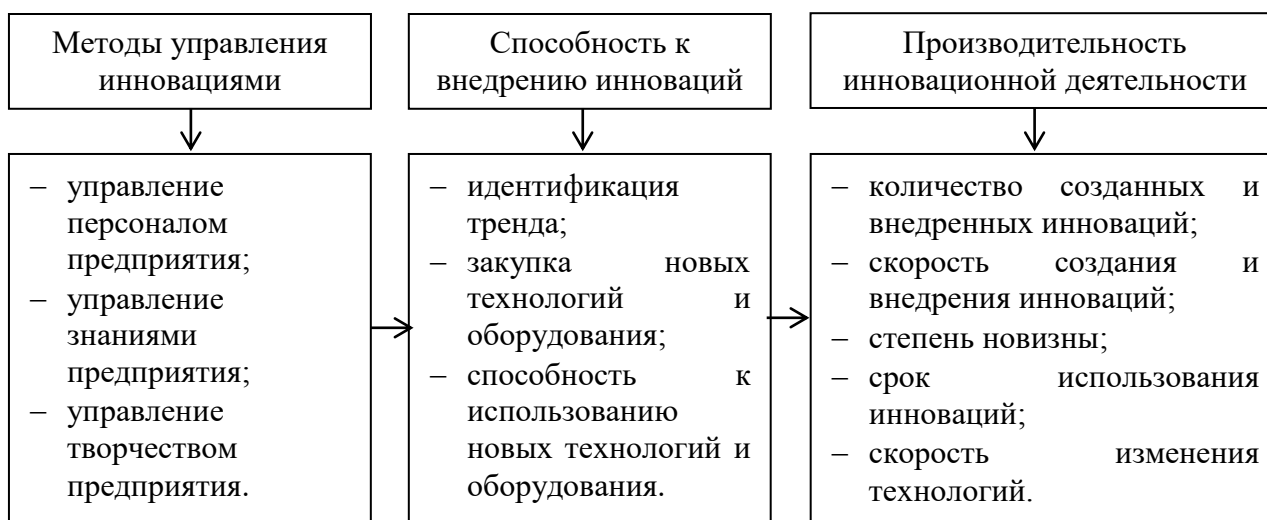 Методы управления
инновациями
Способность к
внедрению инноваций
Производительность
инновационной деятельности
– управление
персоналом
предприятия;
– управление
знаниями
предприятия;
– управление
творчеством
предприятия.
– идентификация
тренда;
– закупка новых
технологий и
оборудования;
– способность к
использованию
новых технологий и
оборудования.
– количество созданных и
внедренных инноваций;
– скорость создания и
внедрения инноваций;
– степень новизны;
– срок использования
инноваций;
– скорость изменения
технологий.